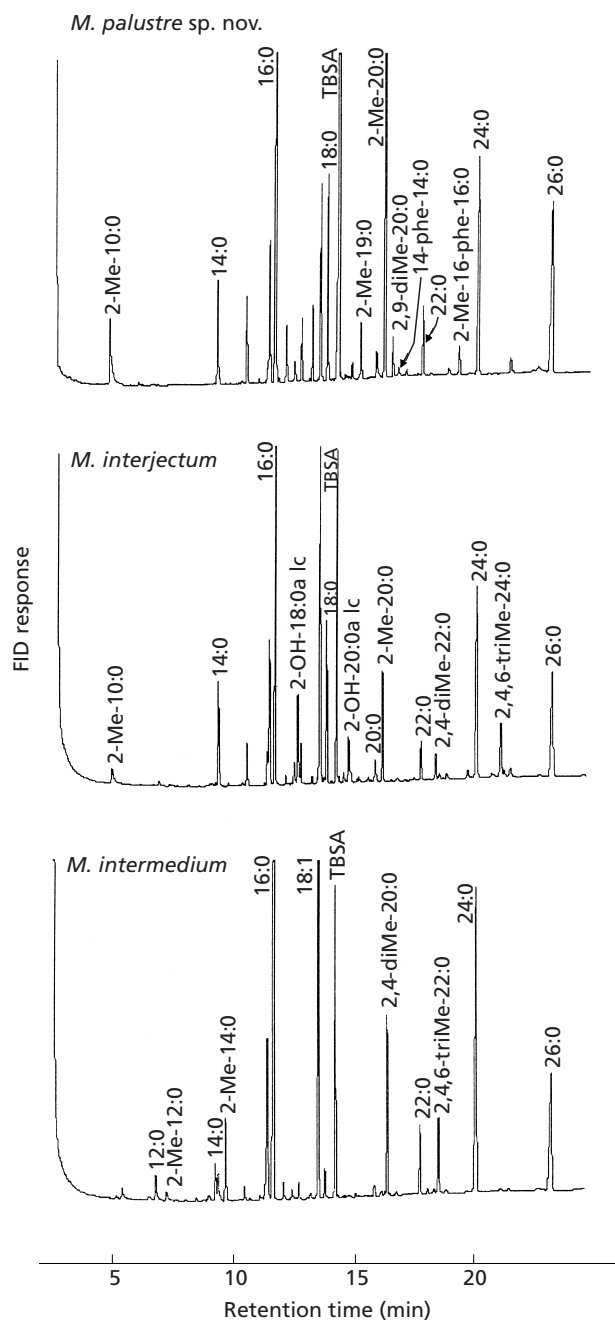 M. palustre sp. nov.
2-Me-10:0
14:0
16:0
18:0
TBSA
2-Me-19:0
2-Me-20:0
2,9-diMe-20:0
14-phe-14:0
22:0
2-Me-16-phe-16:0
24:0
26:0
M. interjectum
2-Me-10:0
14:0
16:0
2-OH-18:0a lc
18:0
TBSA
2-OH-20:0a lc
20:0
2-Me-20:0
22:0
2,4-diMe-22:0
24:0
2,4,6-triMe-24:0
26:0
FID response
M. intermedium
12:0
2-Me-12:0
14:0
2-Me-14:0
16:0
18:1
TBSA
2,4-diMe-20:0
22:0
2,4,6-triMe-22:0
24:0
26:0
5 10 15 20
Retention time (min)